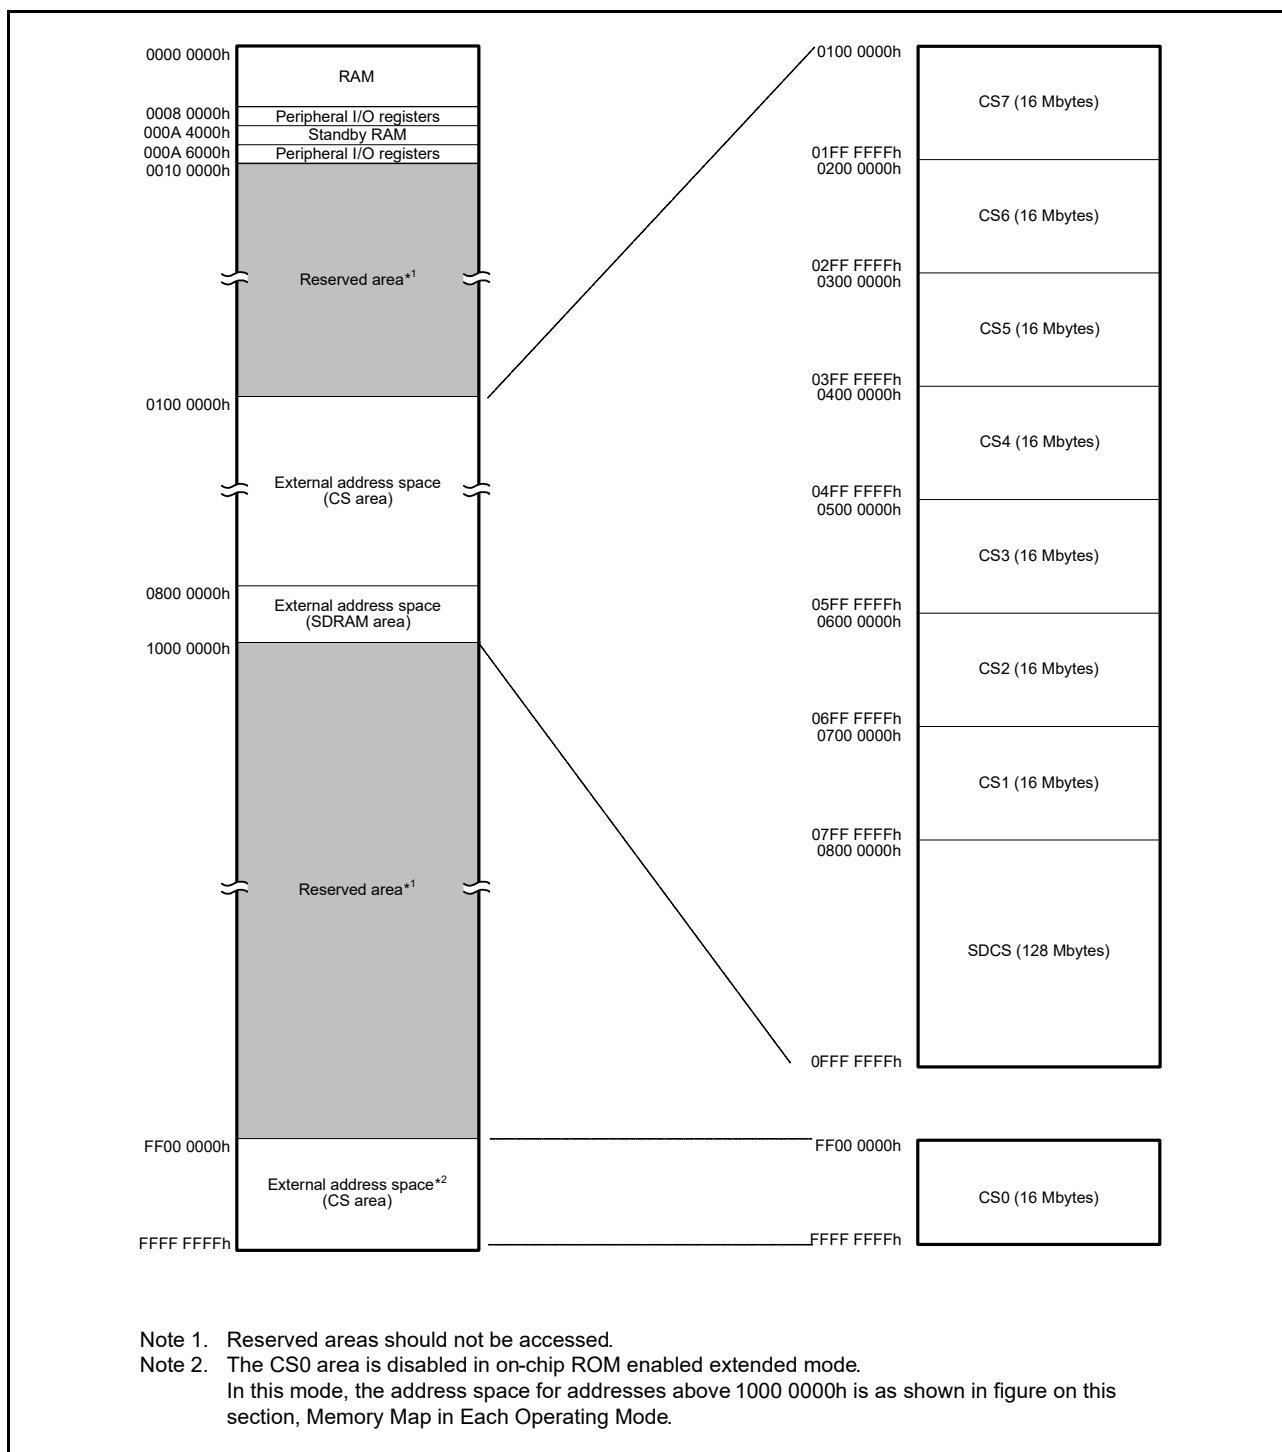 0000 0000h
RAM
0008 0000h
Peripheral I/O registers
000A 4000h
Standby RAM
000A 6000h
Peripheral I/O registers
0010 0000h
Reserved area*1
0100 0000h
External address space
(CS area)
0800 0000h
External address space
(SDRAM area)
1000 0000h
Reserved area*1
FF00 0000h
External address space*2
(CS area)
FFFF FFFFh
0100 0000h
CS7 (16 Mbytes)
01FF FFFFh
0200 0000h
CS6 (16 Mbytes)
02FF FFFFh
0300 0000h
CS5 (16 Mbytes)
03FF FFFFh
0400 0000h
CS4 (16 Mbytes)
04FF FFFFh
0500 0000h
CS3 (16 Mbytes)
05FF FFFFh
0600 0000h
CS2 (16 Mbytes)
06FF FFFFh
0700 0000h
CS1 (16 Mbytes)
07FF FFFFh
0800 0000h
SDCS (128 Mbytes)
0FFF FFFFh
FF00 0000h
CS0 (16 Mbytes)
FFFF FFFFh
Note 1. Reserved areas should not be accessed.
Note 2. The CS0 area is disabled in on-chip ROM enabled extended mode.
In this mode, the address space for addresses above 1000 0000h is as shown in figure on this
section, Memory Map in Each Operating Mode.